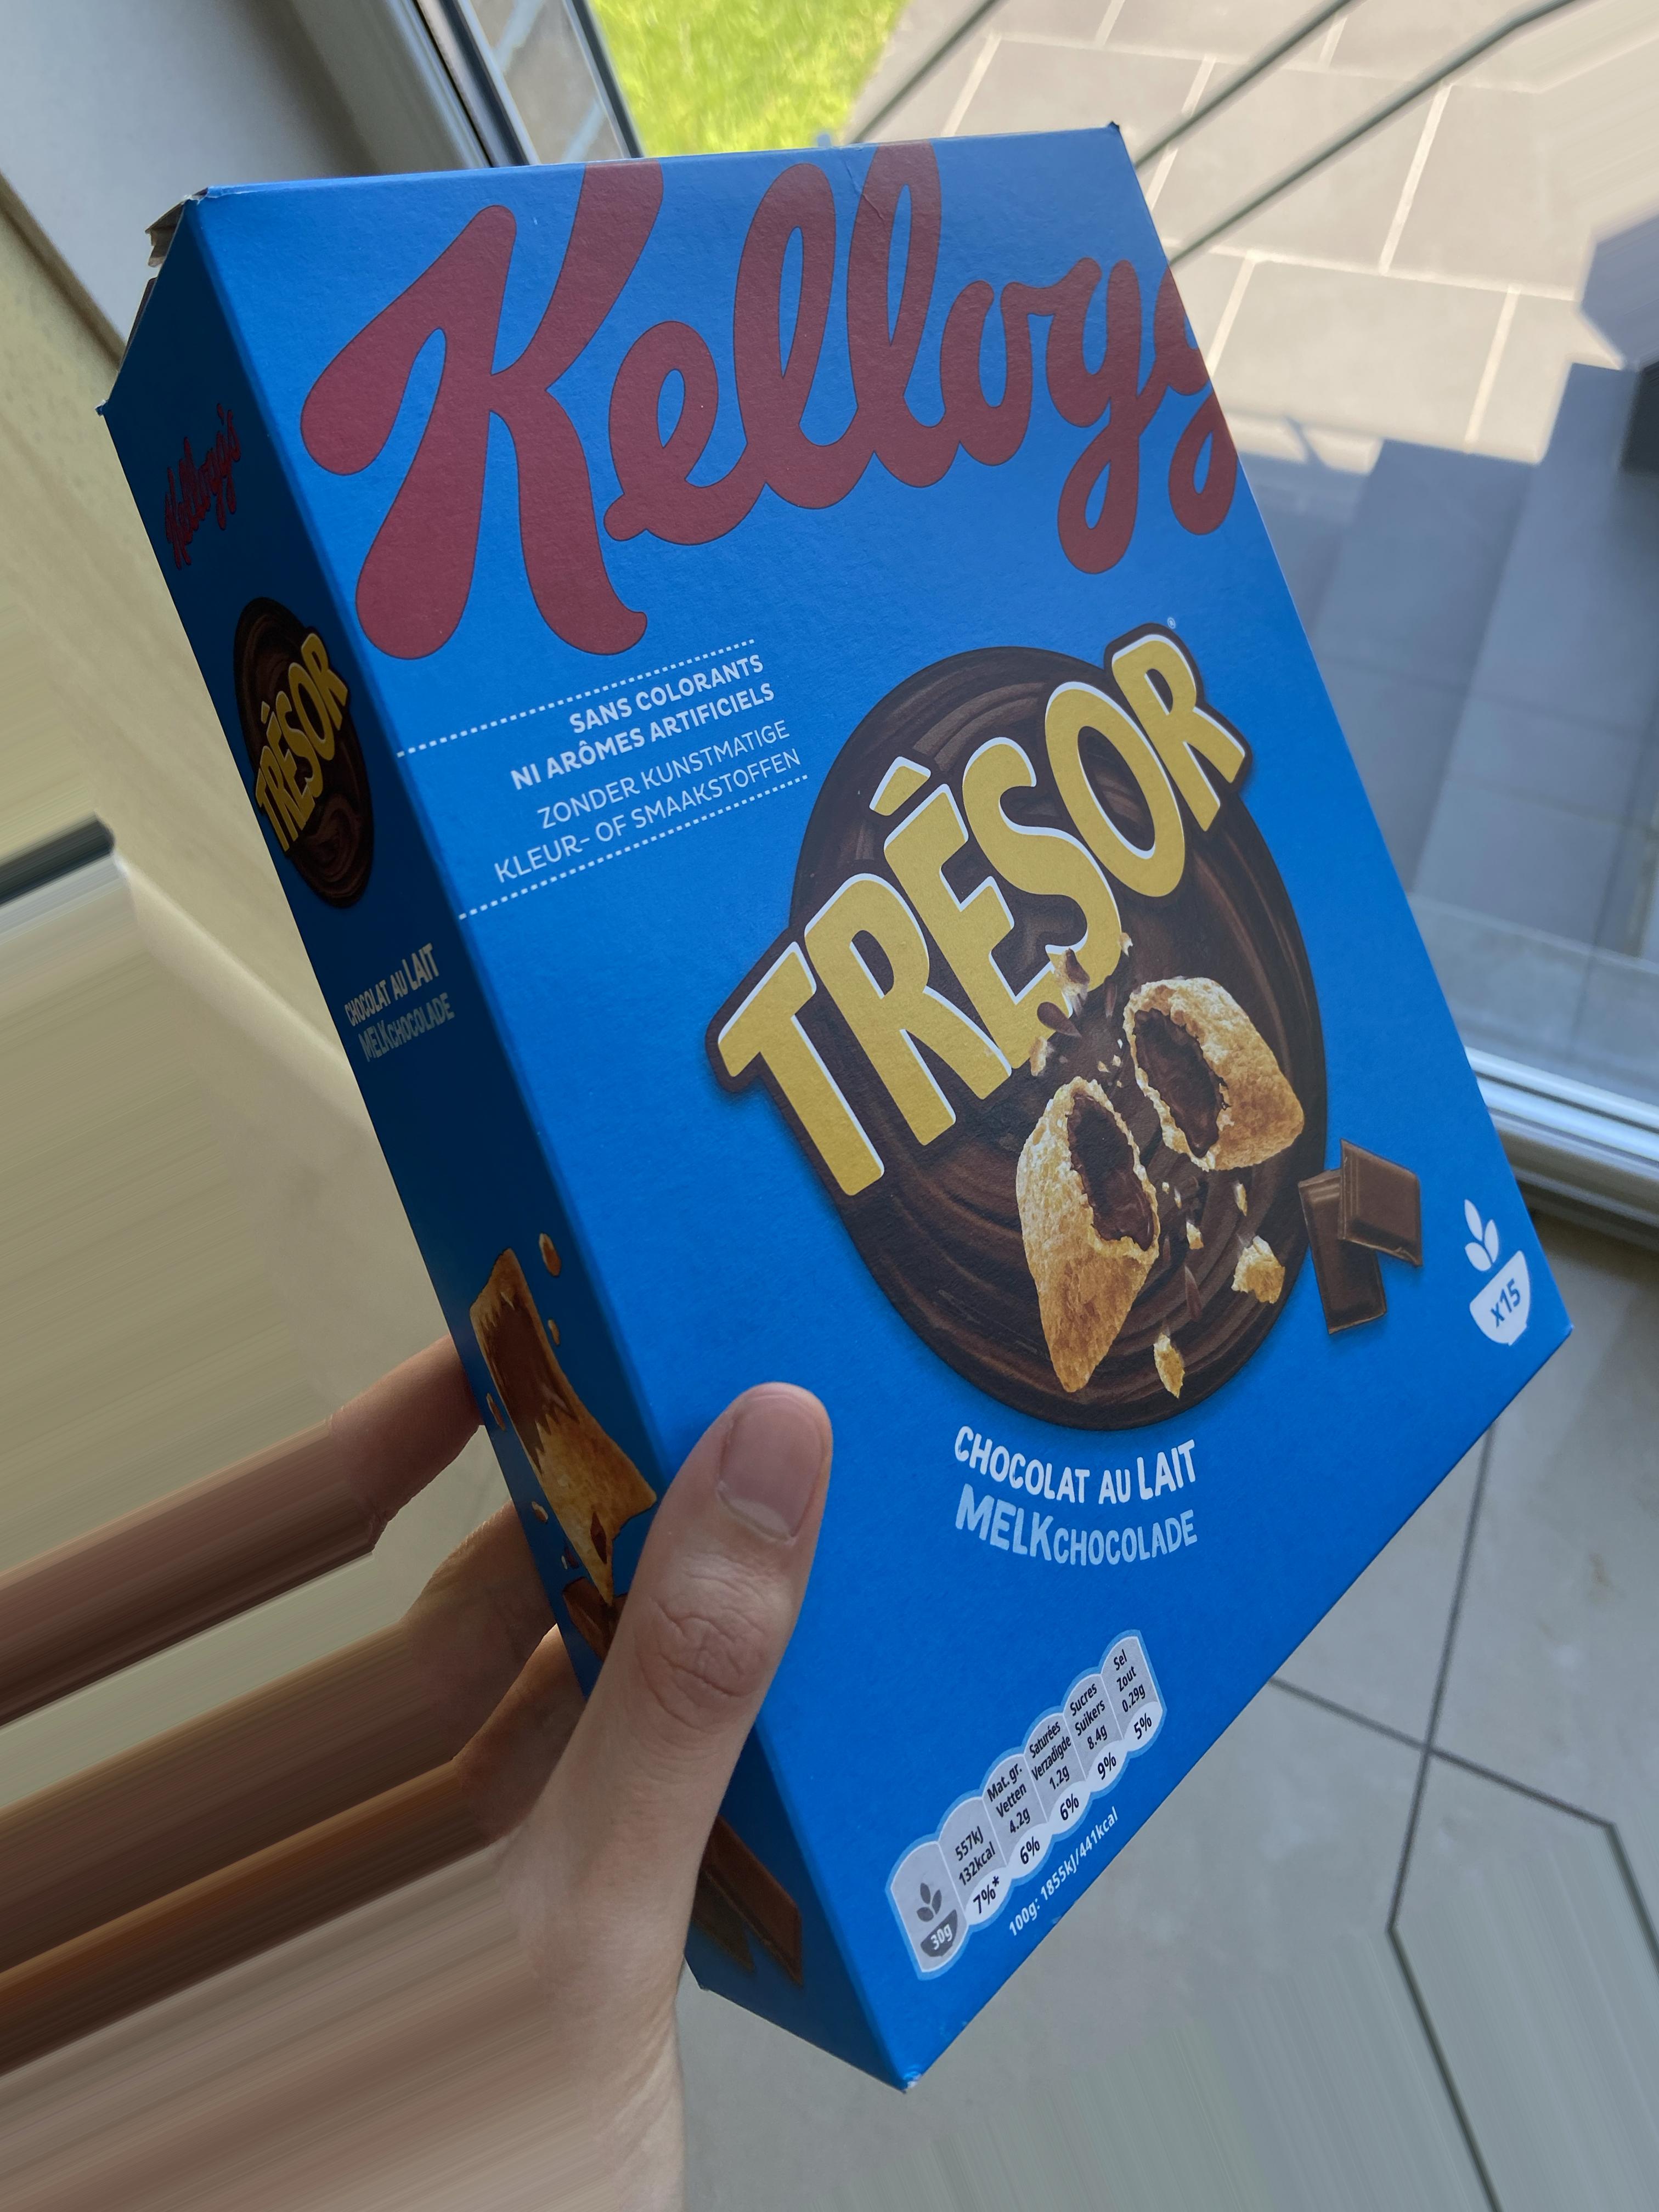 Kellogg
SANS COLORANTS
NI ARÔMES ARTIFICIELS
ZONDER KUNSTMATIGE
KLEUR- OF SMAAKSTOFFEN
TRÉSOR®
x15
CHOCOLAT AU LAIT
MELKCHOCOLADE
30g
557kJ
132kcal
7%*
Mat. gr.
Vetten
4.2g
6%
Saturées
Verzadigde
1.2g
6%
Sucres
Suikers
8.4g
9%
Sel
Zout
0.29g
5%
100g: 1855kJ/441kcal
Kellogg's
TRÉSOR
CHOCOLAT AU LAIT
MELKCHOCOLADE